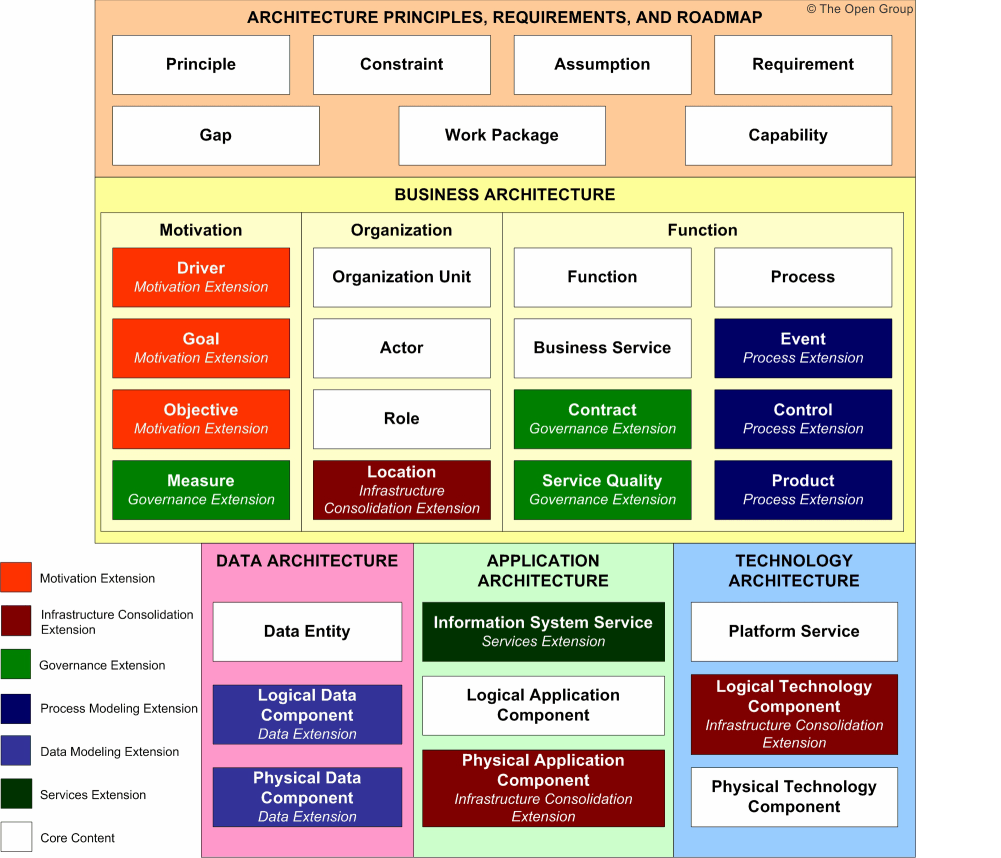 © The Open Group
ARCHITECTURE PRINCIPLES, REQUIREMENTS, AND ROADMAP
Principle
Constraint
Assumption
Requirement
Gap
Work Package
Capability
BUSINESS ARCHITECTURE
Motivation
Driver
Motivation Extension
Goal
Motivation Extension
Objective
Motivation Extension
Measure
Governance Extension
Organization
Organization Unit
Actor
Role
Location
Infrastructure
Consolidation Extension
Function
Function
Business Service
Contract
Governance Extension
Service Quality
Governance Extension
Process
Event
Process Extension
Control
Process Extension
Product
Process Extension
Motivation Extension
Infrastructure Consolidation
Extension
Governance Extension
Process Modeling Extension
Data Modeling Extension
Services Extension
Core Content
DATA ARCHITECTURE
Data Entity
Logical Data
Component
Data Extension
Physical Data
Component
Data Extension
APPLICATION
ARCHITECTURE
Information System Service
Services Extension
Logical Application
Component
Physical Application
Component
Infrastructure Consolidation
Extension
TECHNOLOGY
ARCHITECTURE
Platform Service
Logical Technology
Component
Infrastructure Consolidation
Extension
Physical Technology
Component